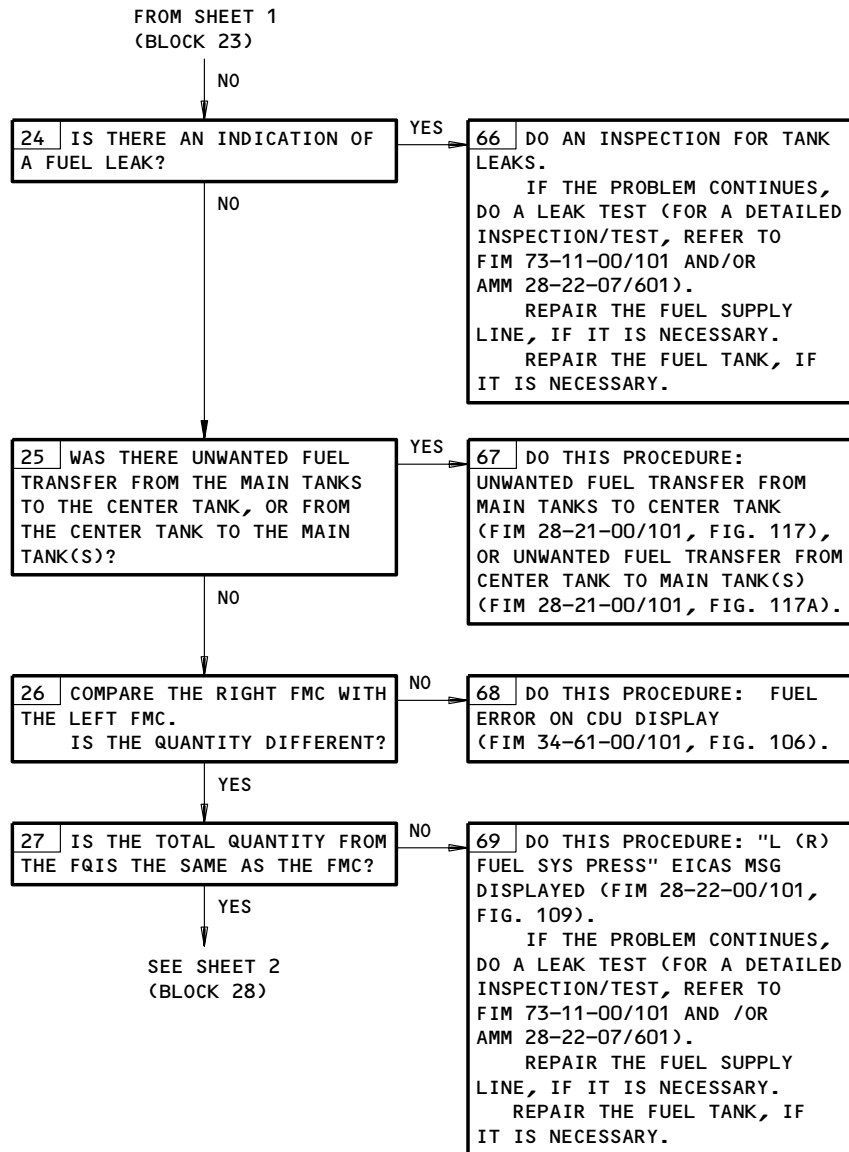 FROM SHEET 1
(BLOCK 23)
NO
24 IS THERE AN INDICATION OF
A FUEL LEAK?
YES
66 DO AN INSPECTION FOR TANK
LEAKS.
IF THE PROBLEM CONTINUES,
DO A LEAK TEST (FOR A DETAILED
INSPECTION/TEST, REFER TO
FIM 73-11-00/101 AND/OR
AMM 28-22-07/601).
REPAIR THE FUEL SUPPLY
LINE, IF IT IS NECESSARY.
REPAIR THE FUEL TANK, IF
IT IS NECESSARY.
NO
25 WAS THERE UNWANTED FUEL
TRANSFER FROM THE MAIN TANKS
TO THE CENTER TANK, OR FROM
THE CENTER TANK TO THE MAIN
TANK(S)?
YES
67 DO THIS PROCEDURE:
UNWANTED FUEL TRANSFER FROM
MAIN TANKS TO CENTER TANK
(FIM 28-21-00/101, FIG. 117),
OR UNWANTED FUEL TRANSFER FROM
CENTER TANK TO MAIN TANK(S)
(FIM 28-21-00/101, FIG. 117A).
NO
26 COMPARE THE RIGHT FMC WITH
THE LEFT FMC.
IS THE QUANTITY DIFFERENT?
NO
68 DO THIS PROCEDURE: FUEL
ERROR ON CDU DISPLAY
(FIM 34-61-00/101, FIG. 106).
YES
27 IS THE TOTAL QUANTITY FROM
THE FQIS THE SAME AS THE FMC?
NO
69 DO THIS PROCEDURE: "L (R)
FUEL SYS PRESS" EICAS MSG
DISPLAYED (FIM 28-22-00/101,
FIG. 109).
IF THE PROBLEM CONTINUES,
DO A LEAK TEST (FOR A DETAILED
INSPECTION/TEST, REFER TO
FIM 73-11-00/101 AND /OR
AMM 28-22-07/601).
REPAIR THE FUEL SUPPLY
LINE, IF IT IS NECESSARY.
REPAIR THE FUEL TANK, IF
IT IS NECESSARY.
YES
SEE SHEET 2
(BLOCK 28)